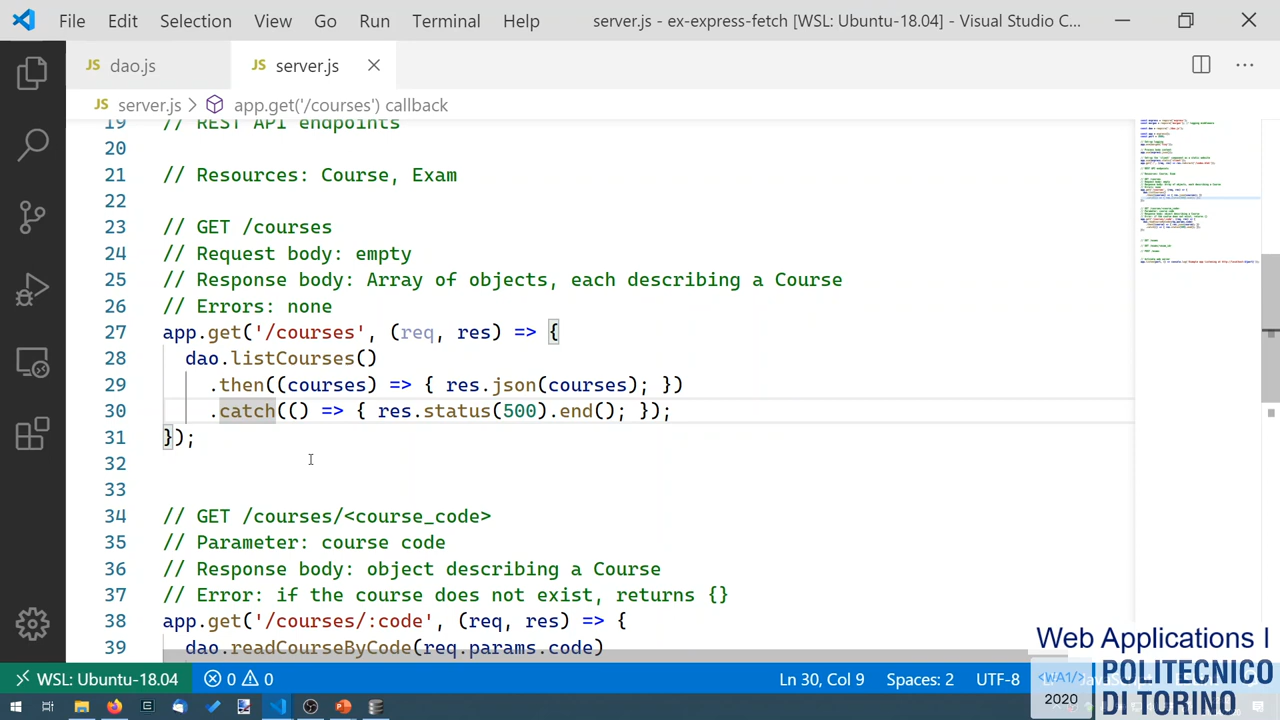 File Edit Selection View Go Run Terminal Help server.js - ex-express-fetch [WSL: Ubuntu-18.04] - Visual Studio C...
JS dao.js JS server.js
JS server.js > app.get('/courses') callback
19 // REST API endpoints
20
21 // Resources: Course, Exam
22
23 // GET /courses
24 // Request body: empty
25 // Response body: Array of objects, each describing a Course
26 // Errors: none
27 app.get('/courses', (req, res) => {
28 dao.listCourses()
29 .then((courses) => { res.json(courses); })
30 .catch(() => { res.status(500).end(); });
31 });
32
33
34 // GET /courses/<course_code>
35 // Parameter: course code
36 // Response body: object describing a Course
37 // Error: if the course does not exist, returns {}
38 app.get('/courses/:code', (req, res) => {
39 dao.readCourseByCode(req.params.code)
Web Applications I
<WA1/> 2020
POLITECNICO
DI TORINO
WSL: Ubuntu-18.04 0 0 Ln 30, Col 9 Spaces: 2 UTF-8